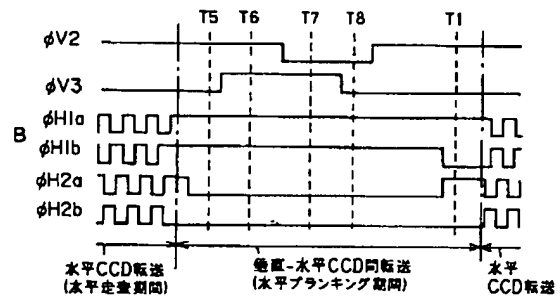 T5 T6 T7 T8 T1
φV2
φV3
B
φH1a
φH1b
φH2a
φH2b
水平CCD転送 垂直-水平CCD間転送 水平
(水平走査期間) (水平ブランキング期間) CCD転送